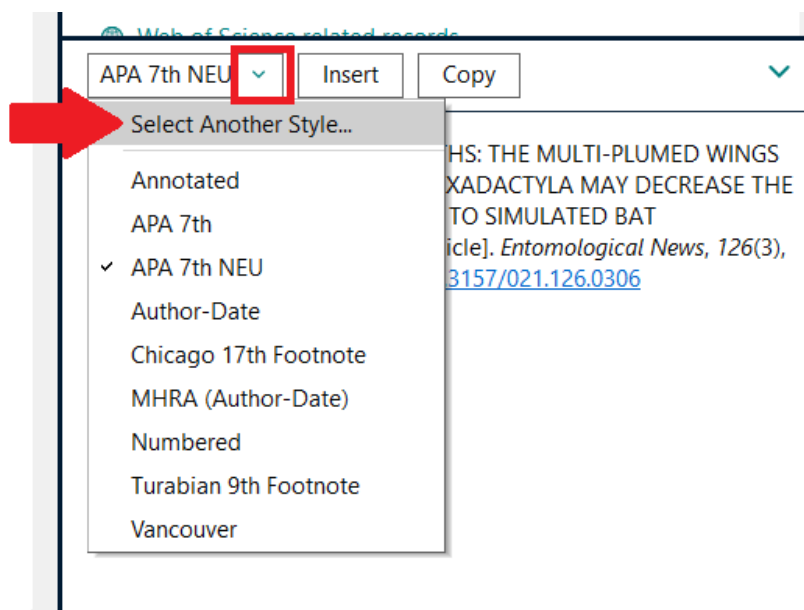 Web of Science related records
APA 7th NEU Insert Copy
Select Another Style...
Annotated
APA 7th
APA 7th NEU
Author-Date
Chicago 17th Footnote
MHRA (Author-Date)
Numbered
Turabian 9th Footnote
Vancouver
HS: THE MULTI-PLUMED WINGS
XADACTYLA MAY DECREASE THE
TO SIMULATED BAT
icle]. Entomological News, 126(3),
3157/021.126.0306